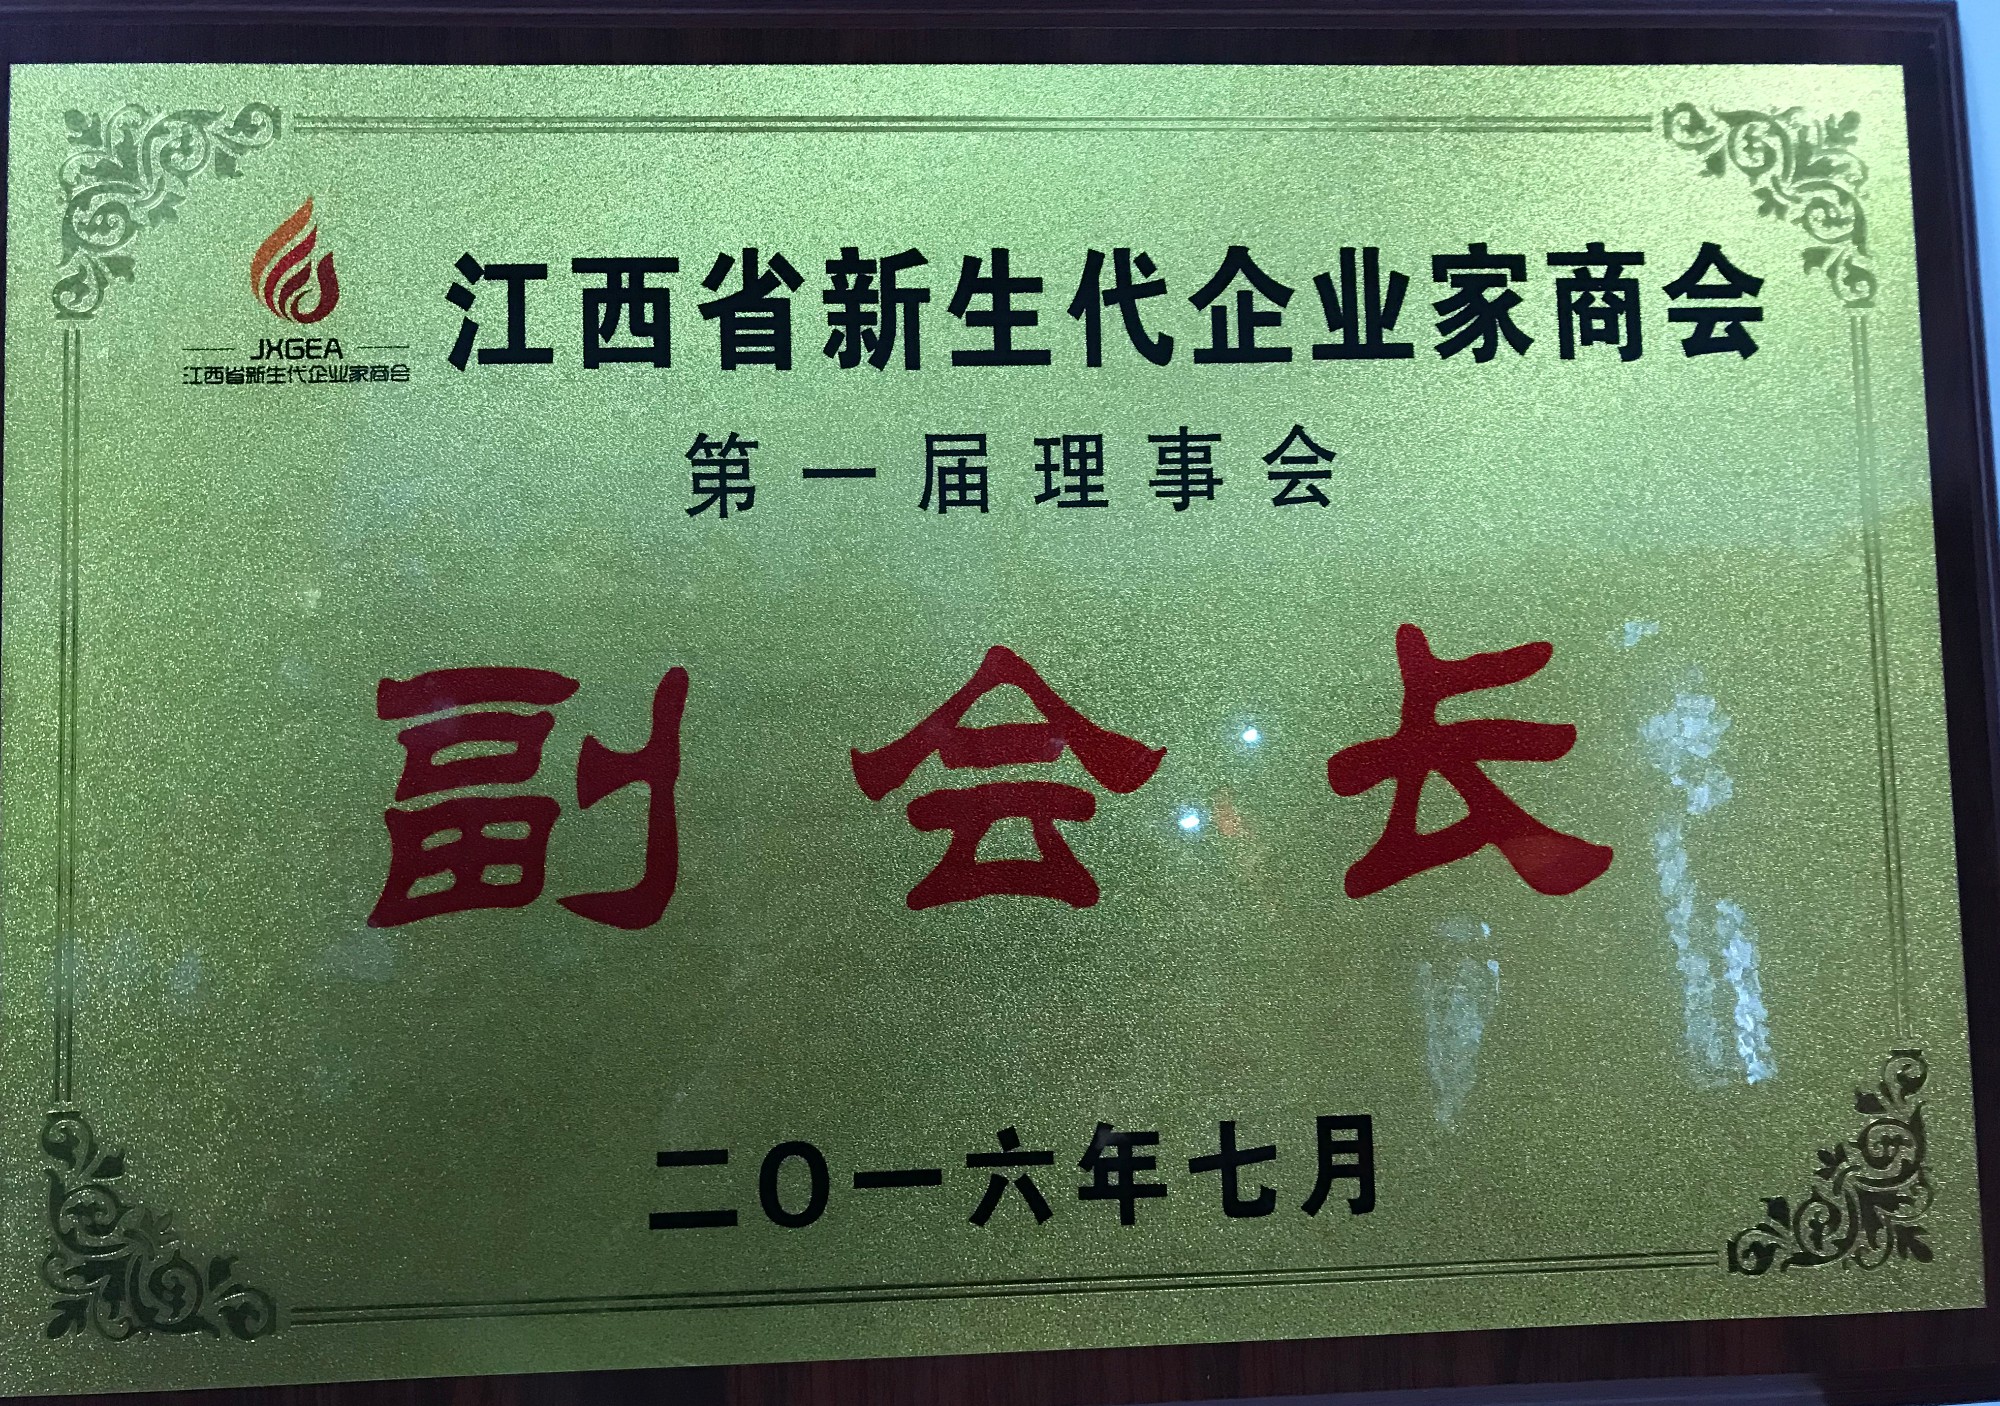 JXGEA
江西省新生代企业家商会
江西省新生代企业家商会
第一届理事会
副会长
二〇一六年七月